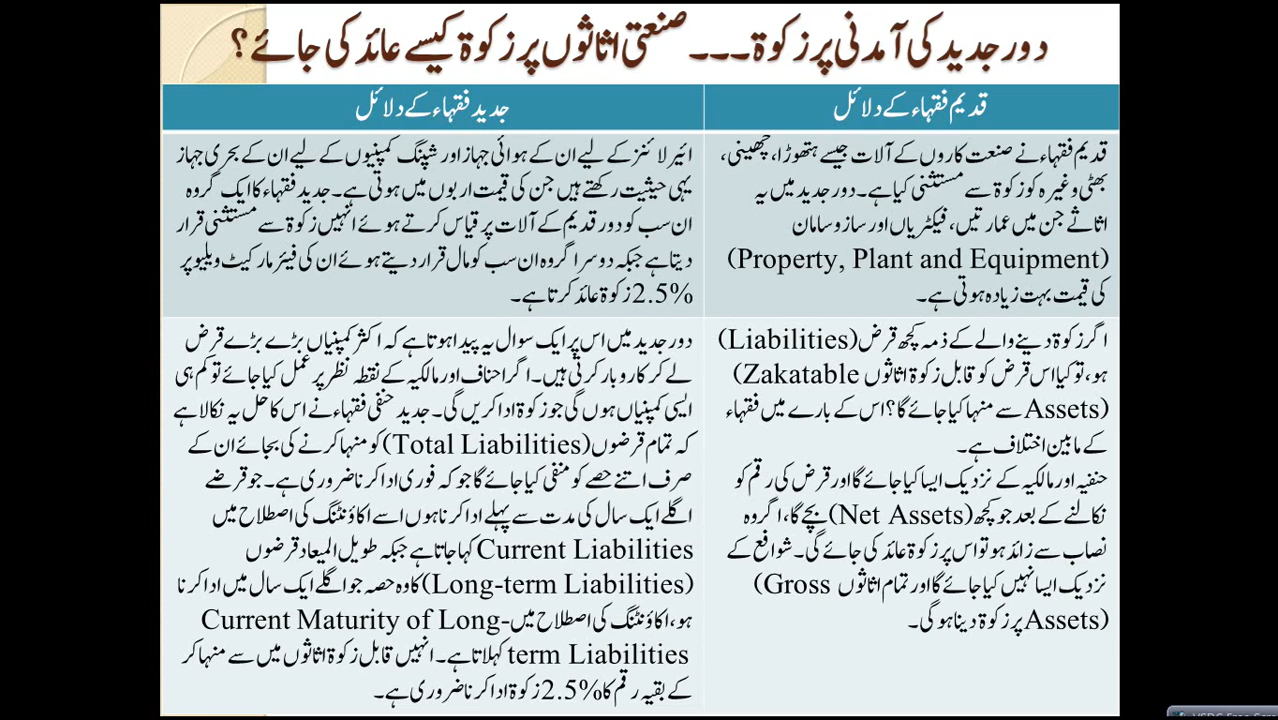 دور جدید کی آمدنی پر زکوۃ۔۔۔ صنعتی اثاثوں پر زکوۃ کیسے عائد کی جائے؟
قدیم فقہاء کے دلائل
قدیم فقہاء نے صنعت کاروں کے آلات جیسے ہتھوڑا، چھینی،
بھٹی وغیرہ کو زکوۃ سے مستثنیٰ کیا ہے۔ دور جدید میں یہ
اثاثے جن میں عمارتیں، فیکٹریاں اور ساز و سامان
(Property, Plant and Equipment)
کی قیمت بہت زیادہ ہوتی ہے۔
جدید فقہاء کے دلائل
ائیر لائنز کے لیے ان کے ہوائی جہاز اور شپنگ کمپنیوں کے لیے ان کے بحری جہاز
یہی حیثیت رکھتے ہیں جن کی قیمت اربوں میں ہوتی ہے۔ جدید فقہاء کا ایک گروہ
ان سب کو دور قدیم کے آلات پر قیاس کرتے ہوئے انہیں زکوۃ سے مستثنیٰ قرار
دیتا ہے جبکہ دوسرا گروہ ان سب کو مال قرار دیتے ہوئے ان کی فیئر مارکیٹ ویلیو پر
2.5% زکوۃ عائد کرتا ہے۔
اگر زکوۃ دینے والے کے ذمہ کچھ قرض (Liabilities)
ہو، تو کیا اس قرض کو قابل زکوۃ اثاثوں (Zakatable
Assets) سے منہا کیا جائے گا؟ اس کے بارے میں فقہاء
کے مابین اختلاف ہے۔
حنفیہ اور مالکیہ کے نزدیک ایسا کیا جائے گا اور قرض کی رقم کو
نکالنے کے بعد جو کچھ (Net Assets) بچے گا، اگر وہ
نصاب سے زائد ہو تو اس پر زکوۃ عائد کی جائے گی۔ شوافع کے
نزدیک ایسا نہیں کیا جائے گا اور تمام اثاثوں (Gross
Assets) پر زکوۃ دینا ہو گی۔
دور جدید میں اس پر ایک سوال یہ پیدا ہوتا ہے کہ اکثر کمپنیاں بڑے بڑے قرض
لے کر کاروبار کرتی ہیں۔ اگر احناف اور مالکیہ کے نقطہ نظر پر عمل کیا جائے تو کم ہی
ایسی کمپنیاں ہوں گی جو زکوۃ ادا کریں گی۔ جدید حنفی فقہاء نے اس کا حل یہ نکالا ہے
کہ تمام قرضوں (Total Liabilities) کو منہا کرنے کی بجائے ان کے
صرف اتنے حصے کو منفی کیا جائے گا جو کہ فوری ادا کرنا ضروری ہے۔ جو قرضے
اگلے ایک سال کی مدت سے پہلے ادا کرنا ہوں اسے اکاؤنٹنگ کی اصطلاح میں
Current Liabilities کہا جاتا ہے جبکہ طویل المیعاد قرضوں
(Long-term Liabilities) کا وہ حصہ جو اگلے ایک سال میں ادا کرنا
ہو، اکاؤنٹنگ کی اصطلاح میں Current Maturity of Long-
term Liabilities کہلاتا ہے۔ انہیں قابل زکوۃ اثاثوں میں سے منہا کر
کے بقیہ رقم کا 2.5% زکوۃ ادا کرنا ضروری ہے۔